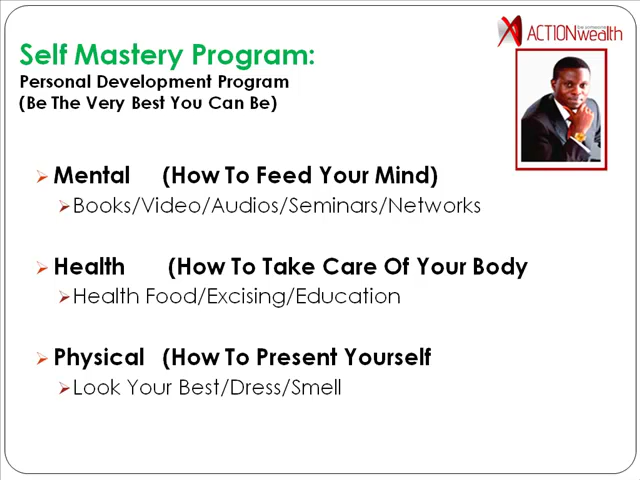 ACTIONwealth
Self Mastery Program:
Personal Development Program
(Be The Very Best You Can Be)
Mental (How To Feed Your Mind)
Books/Video/Audios/Seminars/Networks
Health (How To Take Care Of Your Body
Health Food/Excising/Education
Physical (How To Present Yourself
Look Your Best/Dress/Smell